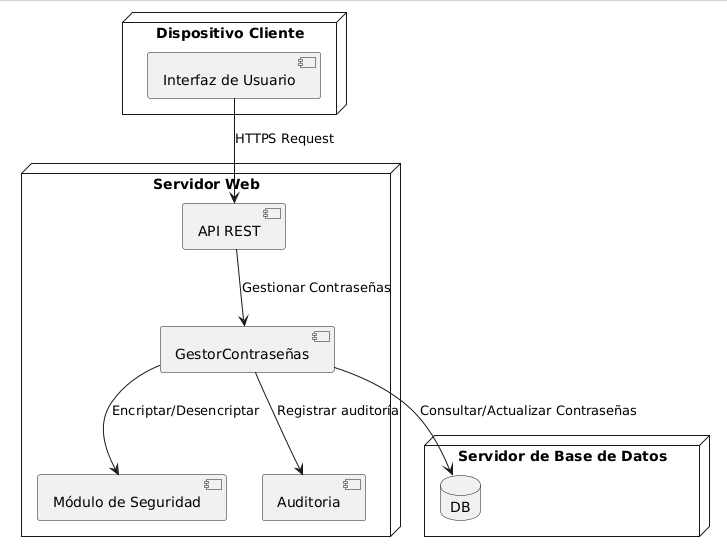 Dispositivo Cliente
Interfaz de Usuario
HTTPS Request
Servidor Web
API REST
Gestionar Contraseñas
GestorContraseñas
Encriptar/Desencriptar
Registrar auditoría
Consultar/Actualizar Contraseñas
Servidor de Base de Datos
Módulo de Seguridad
Auditoria
DB